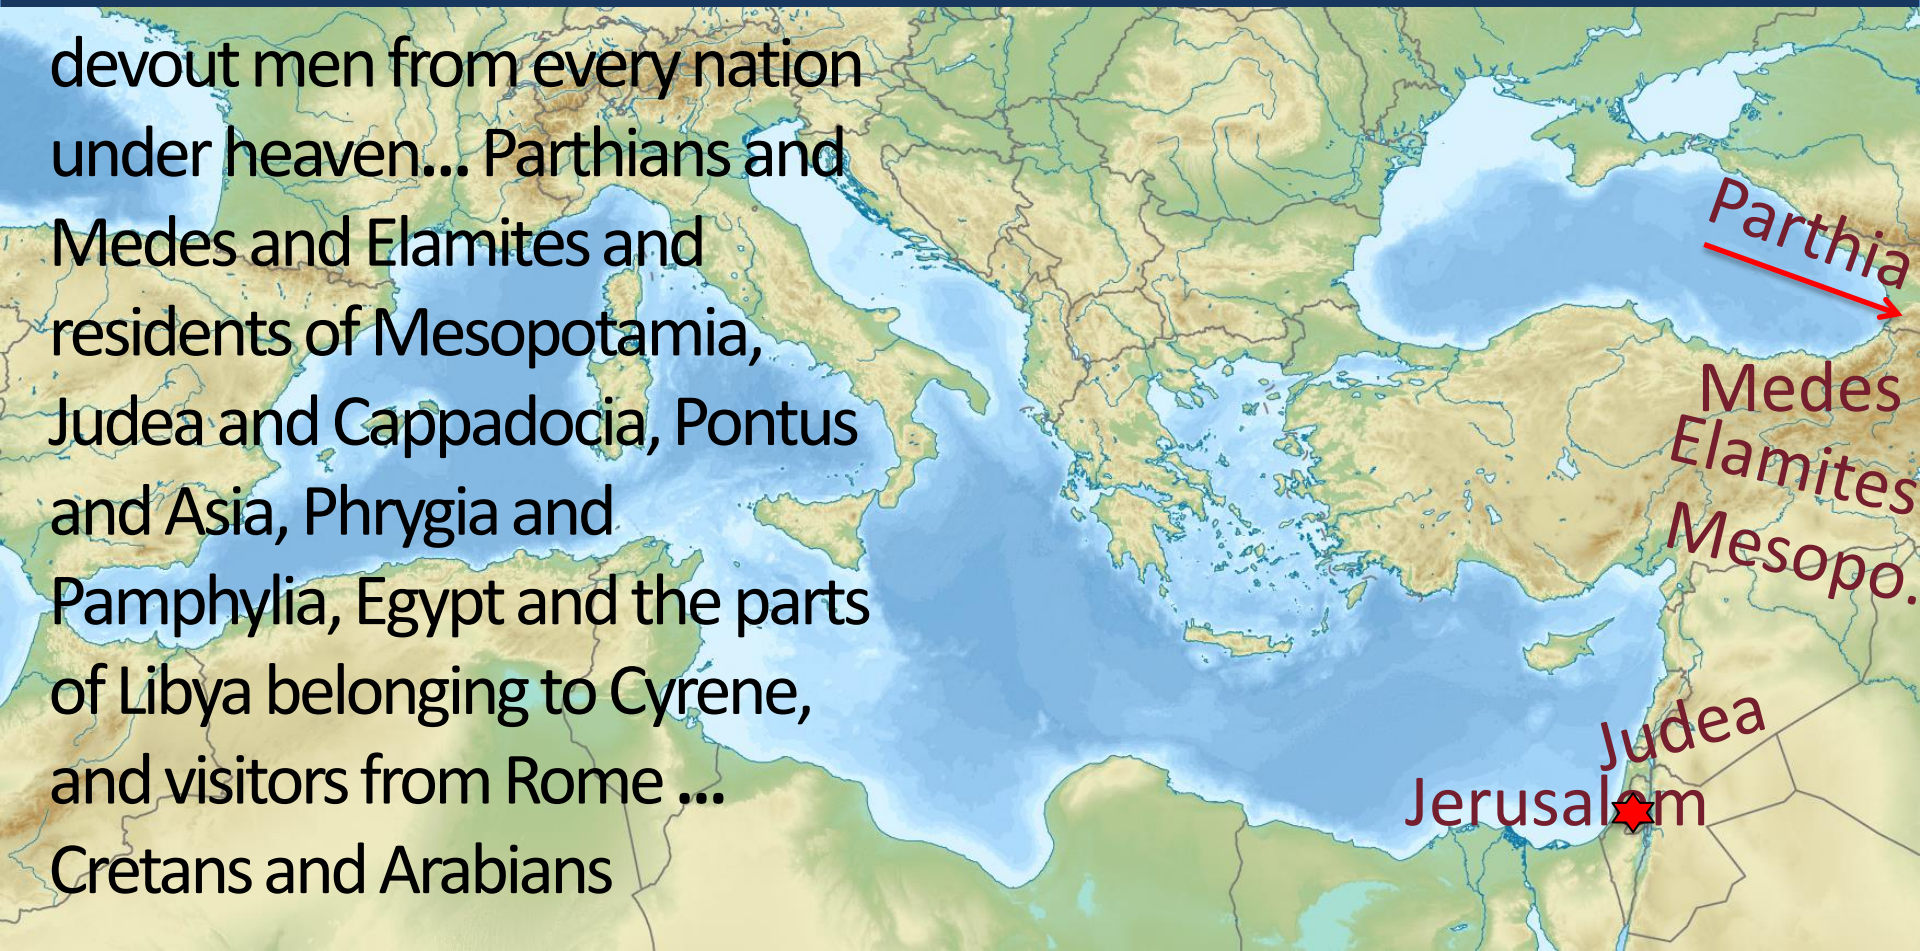 devout men from every nation
under heaven... Parthians and
Medes and Elamites and
residents of Mesopotamia,
Judea and Cappadocia, Pontus
and Asia, Phrygia and
Pamphylia, Egypt and the parts
of Libya belonging to Cyrene,
and visitors from Rome ...
Cretans and Arabians
Parthia
Medes
Elamites
Mesopo.
Judea
Jerusalem